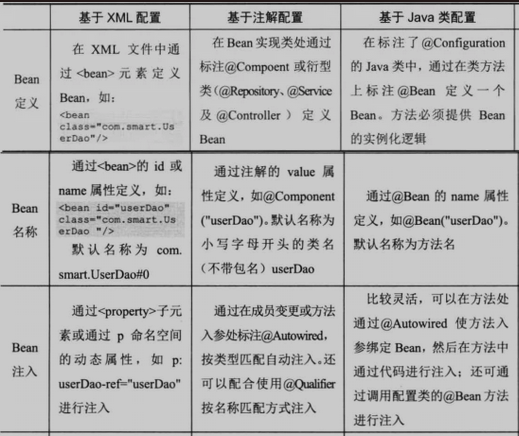 基于 XML 配置
基于注解配置
基于 Java 类配置
Bean
定义
在 XML 文件中通
过<bean>元素定义
Bean，如：
<bean
class="com.smart.Us
erDao"/>
在 Bean 实现类处通过
标注@Compoent 或衍型
类（@Repository、@Service
及 @Controller ）定义
Bean
在标注了@Configuration
的 Java 类中，通过在类方法
上标注@Bean 定义一个
Bean。方法必须提供 Bean
的实例化逻辑
Bean
名称
通过<bean>的 id 或
name 属性定义，如：
<bean id="userDao"
class="com.smart.Us
erDao "/>
默认名称为 com.
smart.UserDao#0
通过注解的 value 属
性定义，如@Component
("userDao")。默认名称为
小写字母开头的类名
（不带包名）userDao
通过@Bean 的 name 属性
定义，如@Bean("userDao")。
默认名称为方法名
Bean
注入
通过<property>子元
素或通过 p 命名空间
的动态属性，如 p:
userDao-ref="userDao"
进行注入
通过在成员变更或方法
入参处标注@Autowired，
按类型匹配自动注入。还
可以配合使用@Qualifier
按名称匹配方式注入
比较灵活，可以在方法处
通过@Autowired 使方法入
参绑定 Bean，然后在方法中
通过代码进行注入；还可通
过调用配置类的@Bean 方法
进行注入